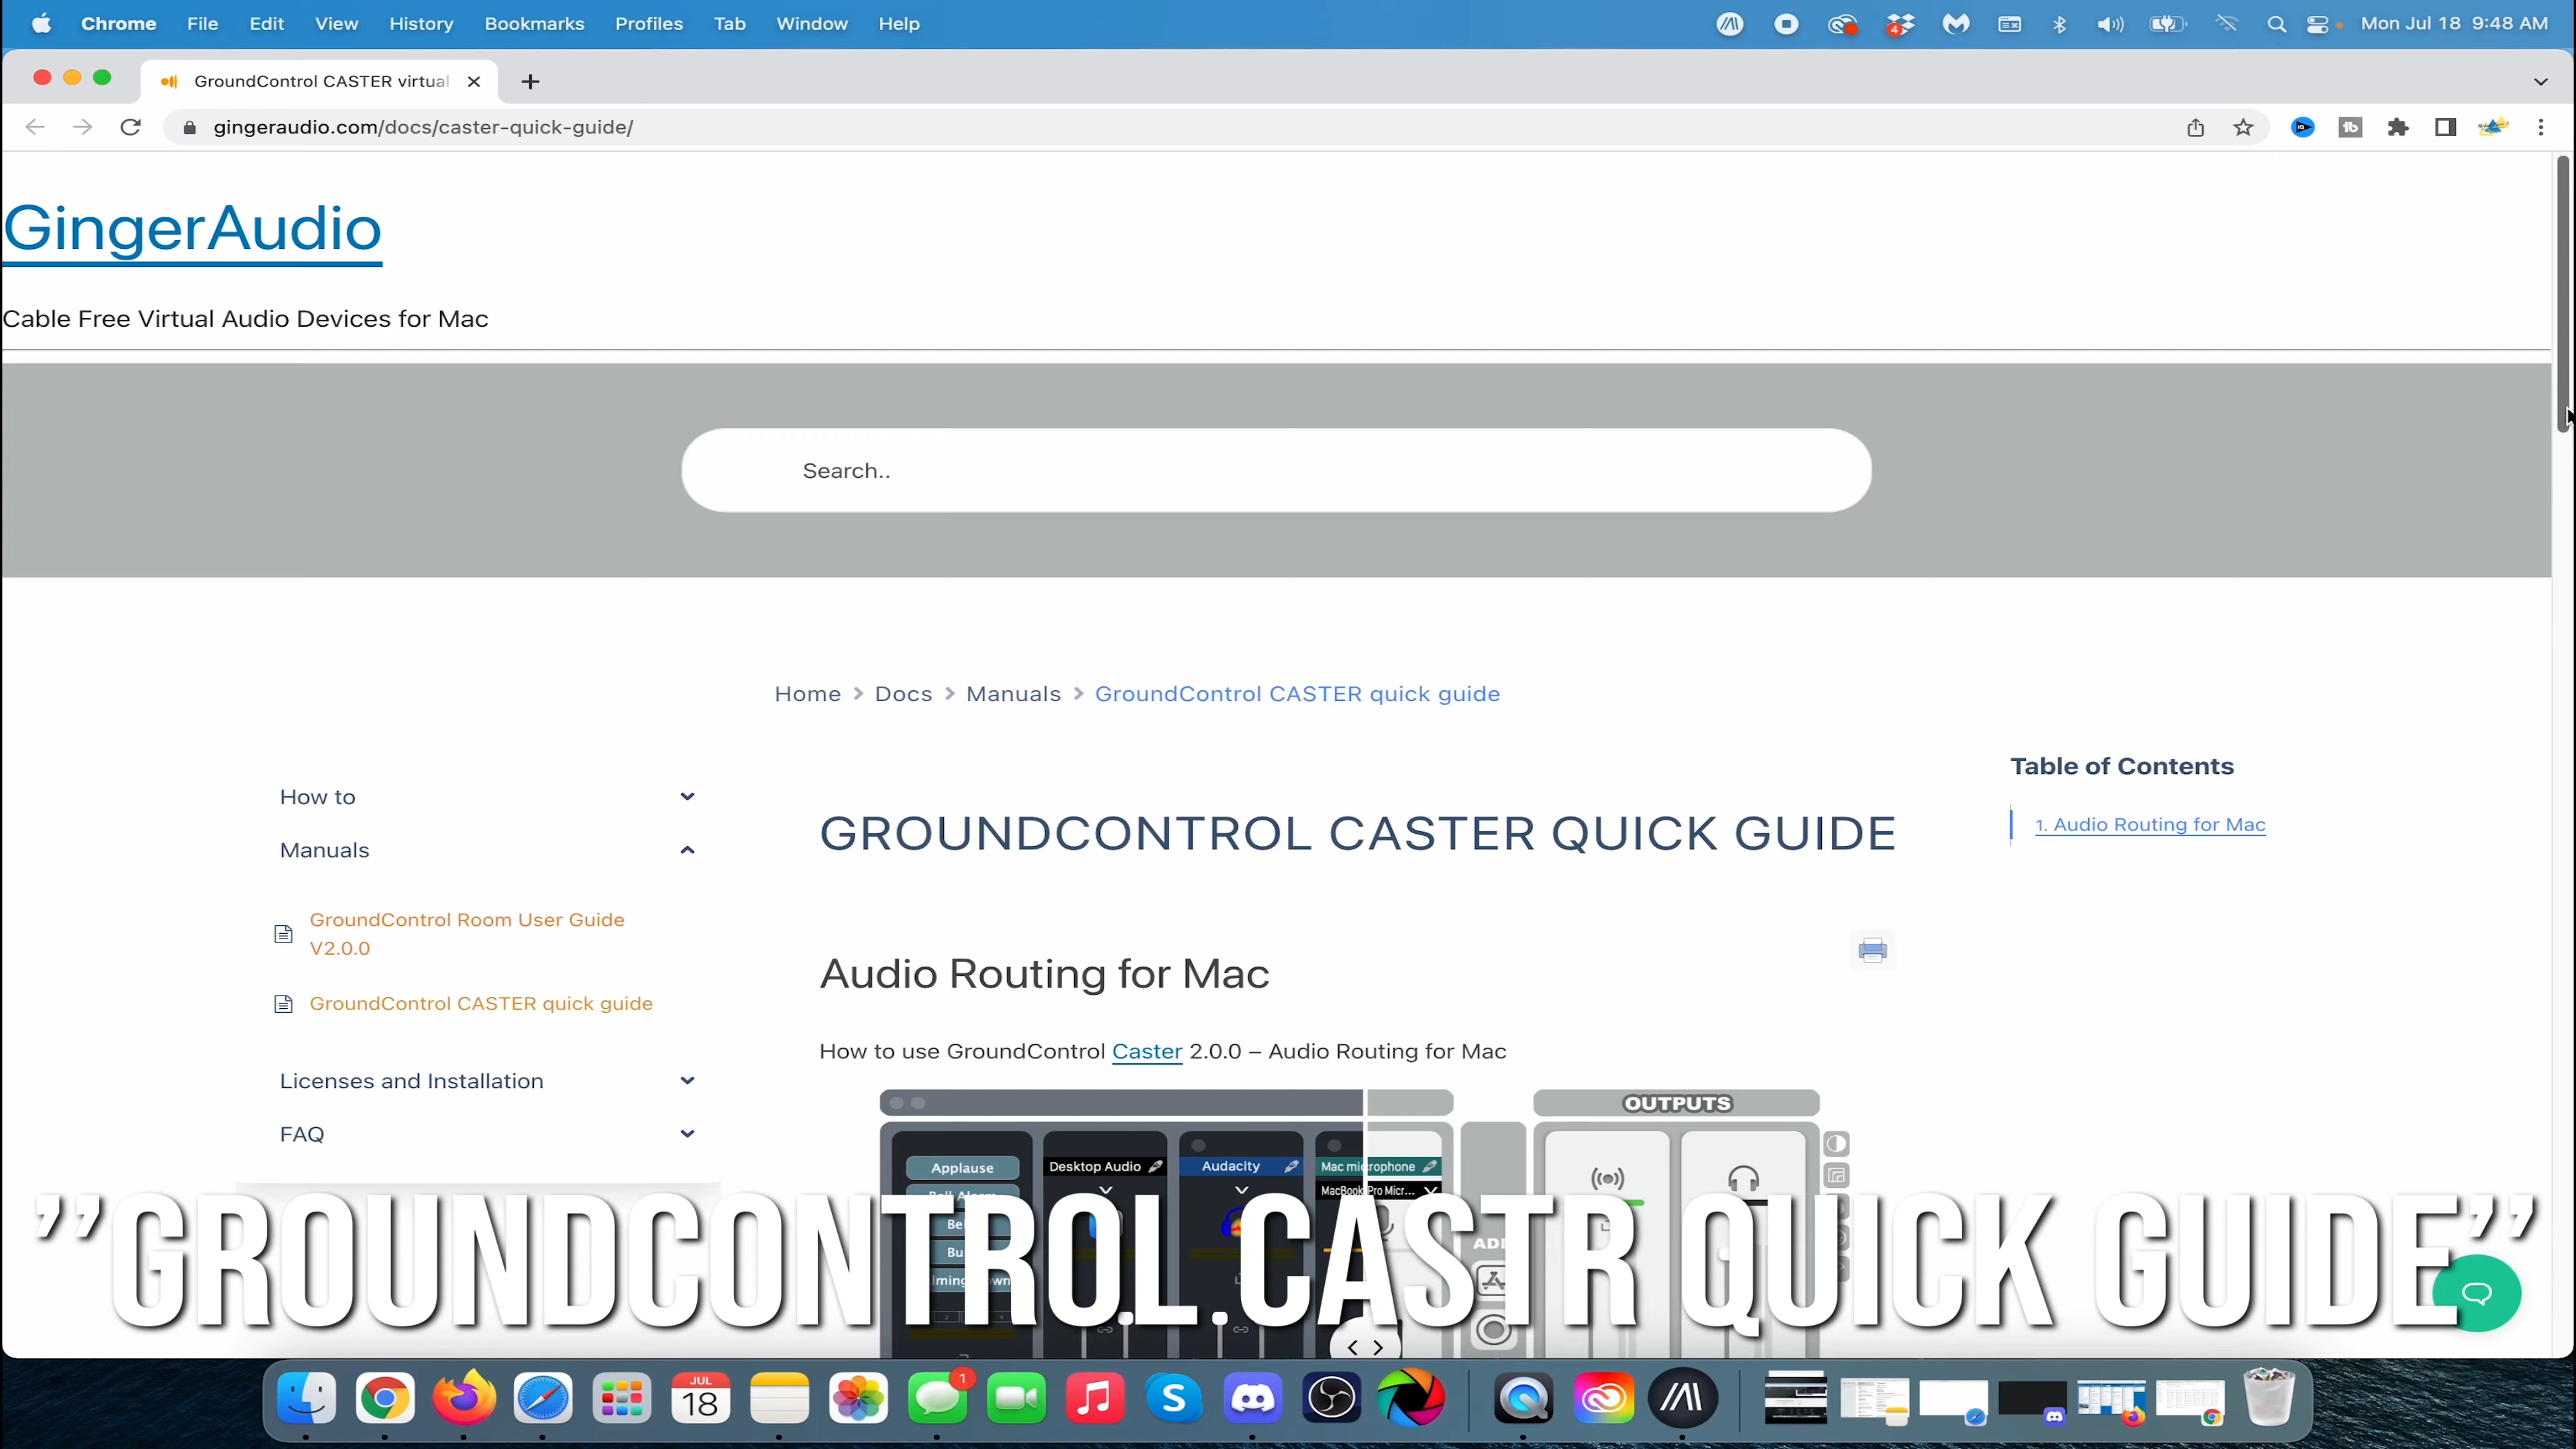 Chrome File Edit View History Bookmarks Profiles Tab Window Help
4
Mon Jul 18 9:48 AM
GroundControl CASTER virtual
gingeraudio.com/docs/caster-quick-guide/
GingerAudio
Cable Free Virtual Audio Devices for Mac
Search..
Home > Docs > Manuals > GroundControl CASTER quick guide
How to
Manuals
GroundControl Room User Guide
V2.0.0
GroundControl CASTER quick guide
Licenses and Installation
FAQ
GROUNDCONTROL CASTER QUICK GUIDE
Audio Routing for Mac
How to use GroundControl Caster 2.0.0 – Audio Routing for Mac
Table of Contents
1. Audio Routing for Mac
OUTPUTS
Applause
Desktop Audio
Audacity
Mac microphone
MacBook Pro Micr...
"GROUNDCONTROL CASTR QUICK GUIDE"
1
JUL
18